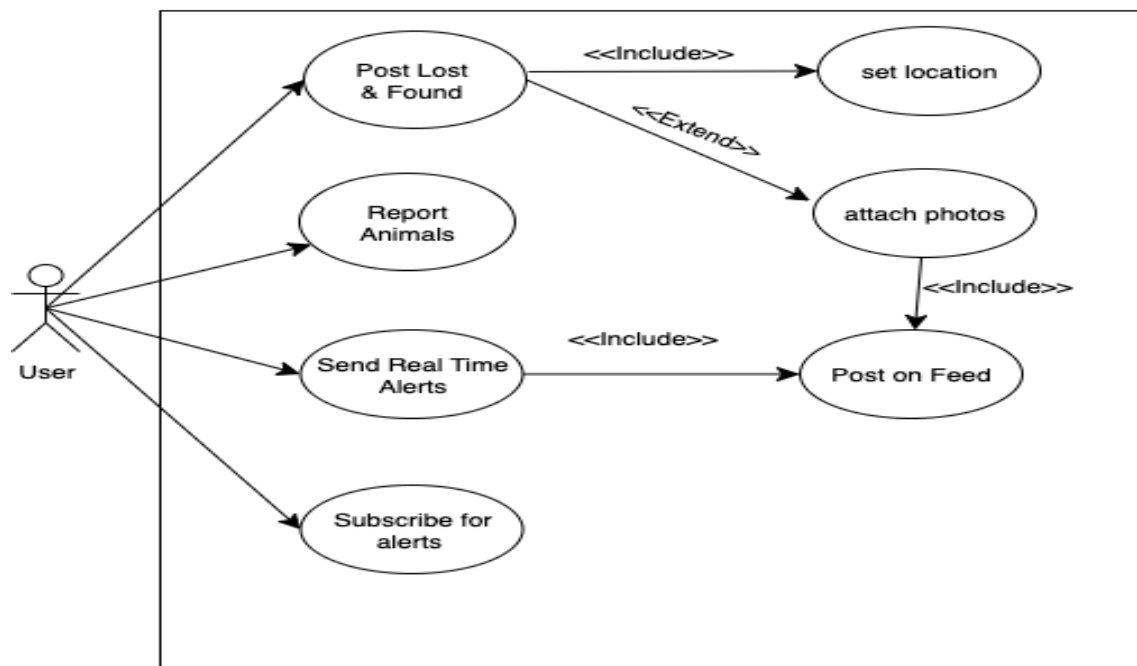 Post Lost
& Found
<<Include>>
set location
<<Extend>>
Report
Animals
attach photos
<<Include>>
User
Send Real Time
Alerts
<<Include>>
Post on Feed
Subscribe for
alerts